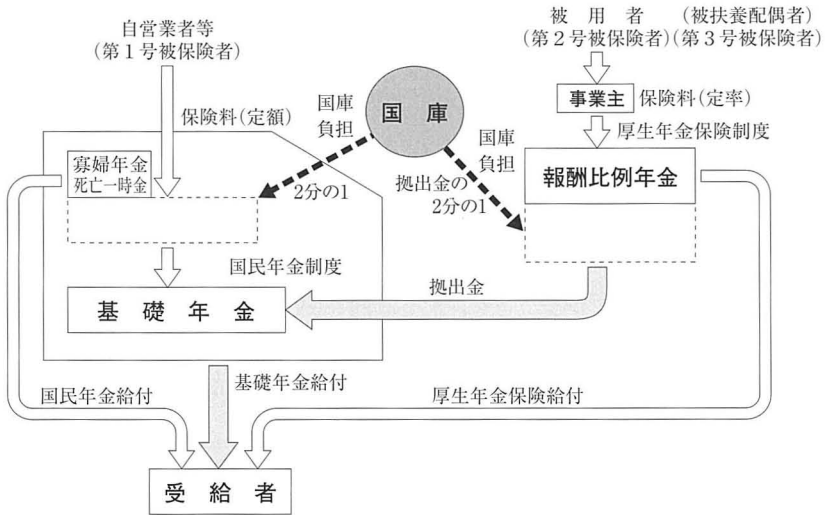 自営業者等
(第1号被保険者)
被用者
(第2号被保険者)
(被扶養配偶者)
(第3号被保険者)
事業主
保険料(定率)
厚生年金保険制度
国庫
国庫
負担
保険料(定額)
国庫
負担
寡婦年金
死亡一時金
2分の1
拠出金の
2分の1
報酬比例年金
国民年金制度
拠出金
基礎年金
基礎年金給付
国民年金給付
厚生年金保険給付
受給者